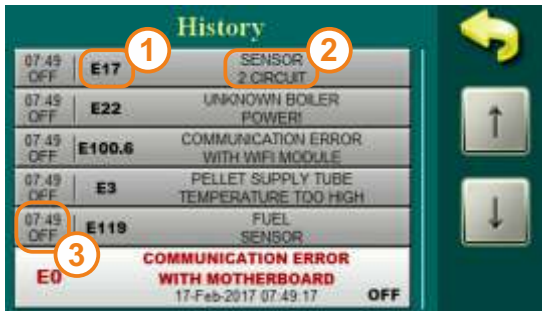 History
1
2
07:49
OFF
E17
SENSOR
2 CIRCUIT
07:49
OFF
E22
UNKNOWN BOILER
POWER!
07:49
OFF
E100.6
COMMUNICATION ERROR
WITH WIFI MODULE
07:49
OFF
E3
PELLET SUPPLY TUBE
TEMPERATURE TOO HIGH
07:49
OFF
E119
FUEL
SENSOR
3
E0
COMMUNICATION ERROR
WITH MOTHERBOARD
17-Feb-2017 07:49:17 OFF